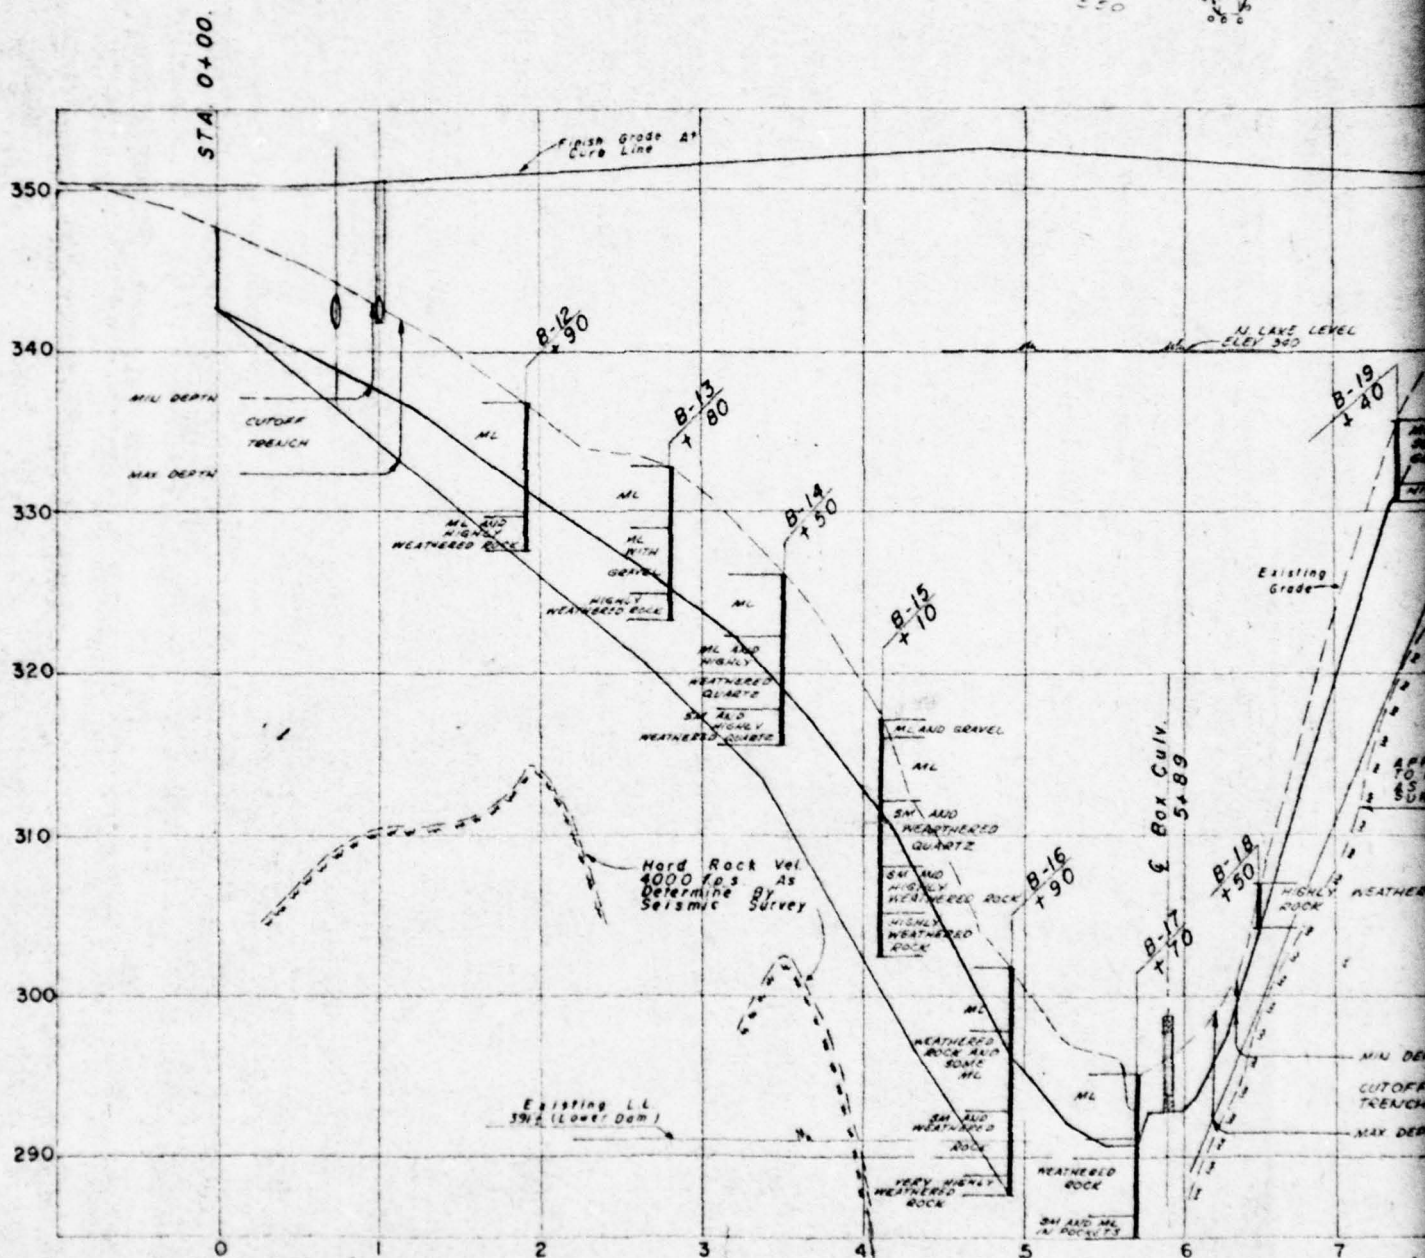 STA. 0+00.
350
340
330
320
310
300
290
0
1
2
3
4
5
6
7
Finish Grade At
Curb Line
B-12
+ 90
B-13
+ 80
B-14
+ 50
B-15
+ 10
B-16
+ 90
B-17
+ 70
B-18
+ 50
B-19
+ 40
N. LAKE LEVEL
ELEV 340
MIN DEPTH
CUTOFF
TRENCH
MAX DEPTH
ML
ML AND
HIGHLY
WEATHERED ROCK
ML
ML
WITH
GRAVEL
HIGHLY
WEATHERED ROCK
ML
ML AND
HIGHLY
WEATHERED
QUARTZ
SM AND
HIGHLY
WEATHERED QUARTZ
ML AND GRAVEL
ML
SM AND
WEARTHERED
QUARTZ
SM AND
HIGHLY
WEATHERED ROCK
HIGHLY
WEATHERED
ROCK
ML
WEATHERED
ROCK AND
SOME
ML
SM AND
WEATHERED
ROCK
VERY HIGHLY
WEATHERED
ROCK
ML
WEATHERED
ROCK
SM AND ML
IN POCKETS
Existing
Grade
℄ Box Culv.
5+89
HIGHLY WEATHER
ROCK
Hard Rock Vel.
4000 f.p.s. As
Determine By
Seismic Survey
Existing L.L.
391± (Lower Dam)
MIN DE
CUTOFF
TRENCH
MAX DEP